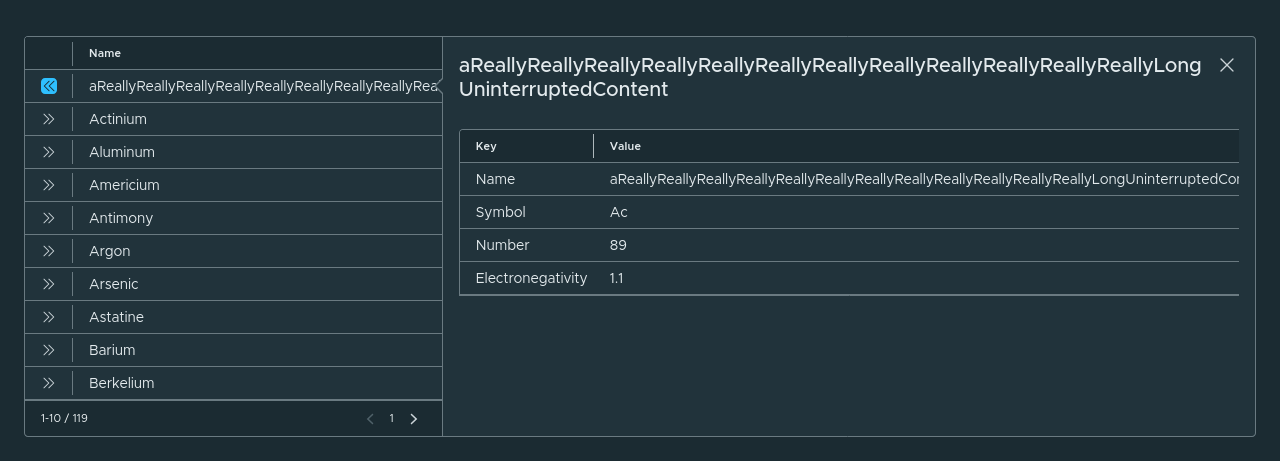 Name
aReallyReallyReallyReallyReallyReallyReallyReallyRea
Actinium
Aluminum
Americium
Antimony
Argon
Arsenic
Astatine
Barium
Berkelium
1-10 / 119
1
aReallyReallyReallyReallyReallyReallyReallyReallyReallyReallyReallyReallyLong
UninterruptedContent
Key Value
Name aReallyReallyReallyReallyReallyReallyReallyReallyReallyReallyReallyReallyLongUninterruptedCon
Symbol Ac
Number 89
Electronegativity 1.1